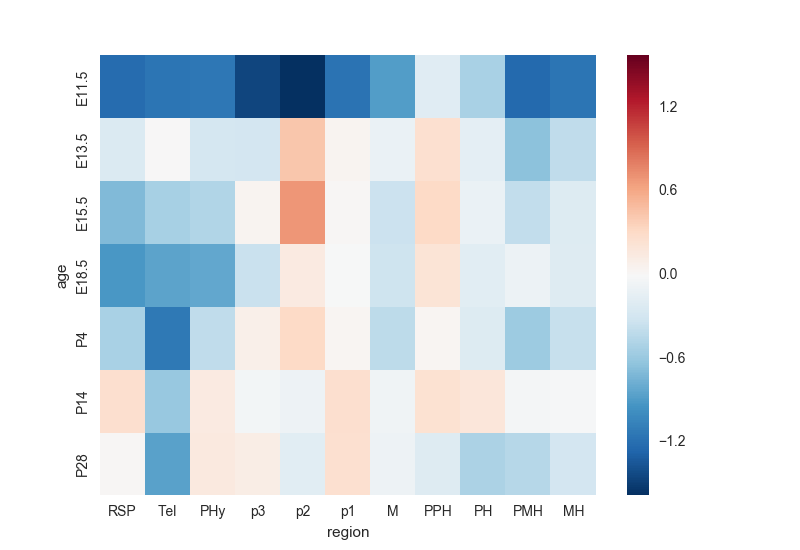 E11.5
E13.5
E15.5
E18.5
P4
P14
P28
age
RSP Tel PHy p3 p2 p1 M PPH PH PMH MH
region
1.2
0.6
0.0
−0.6
−1.2